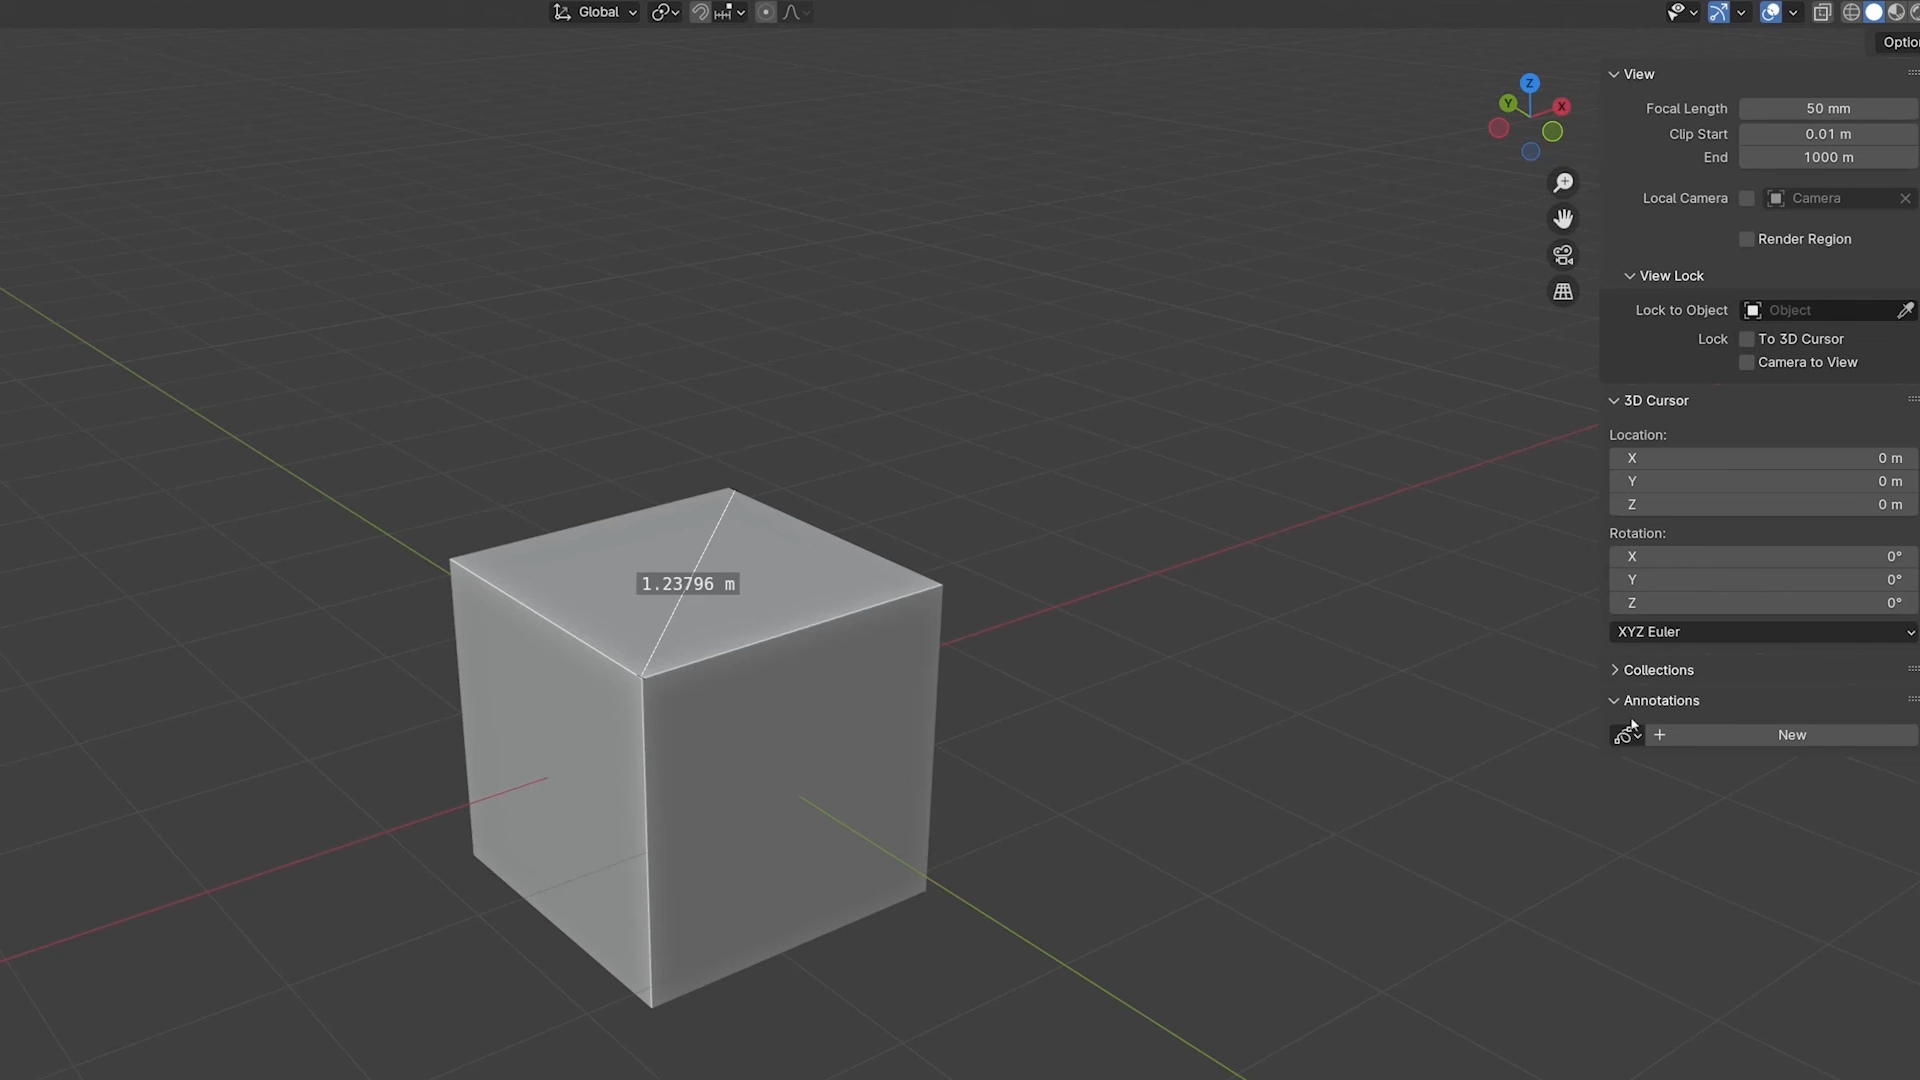 Global
Optio
Z
Y
X
View
Focal Length 50 mm
Clip Start 0.01 m
End 1000 m
Local Camera Camera
Render Region
View Lock
Lock to Object Object
Lock To 3D Cursor
Camera to View
3D Cursor
Location:
X 0 m
Y 0 m
Z 0 m
Rotation:
X 0°
Y 0°
Z 0°
XYZ Euler
Collections
Annotations
+ New
1.23796 m